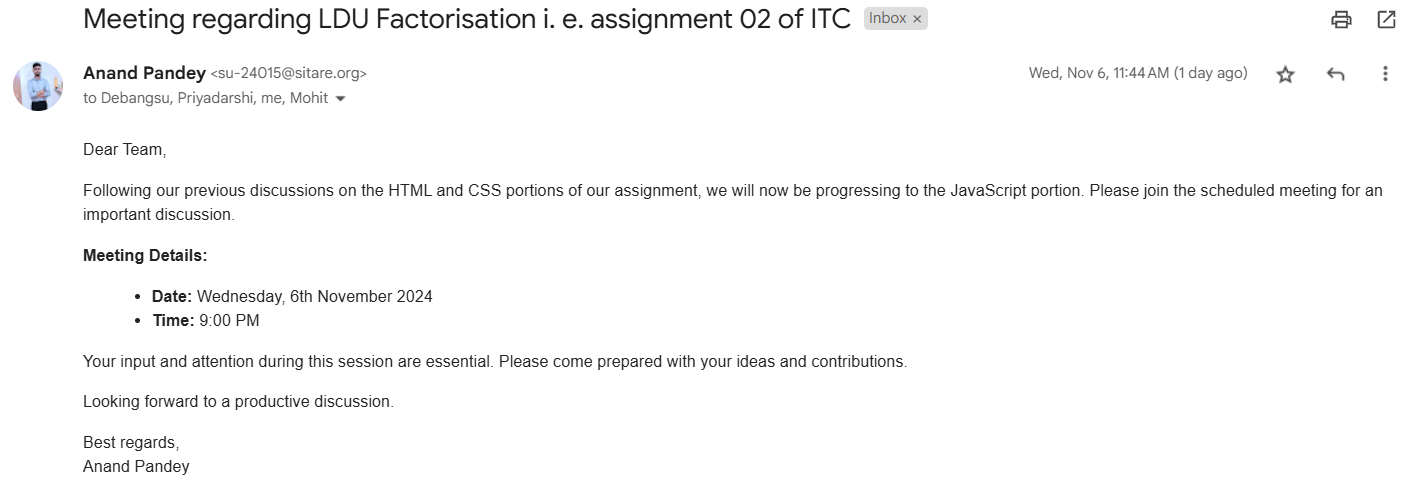 Meeting regarding LDU Factorisation i. e. assignment 02 of ITC Inbox ×
Anand Pandey <su-24015@sitare.org> Wed, Nov 6, 11:44 AM (1 day ago)
to Debangsu, Priyadarshi, me, Mohit
Dear Team,
Following our previous discussions on the HTML and CSS portions of our assignment, we will now be progressing to the JavaScript portion. Please join the scheduled meeting for an
important discussion.
Meeting Details:
• Date: Wednesday, 6th November 2024
• Time: 9:00 PM
Your input and attention during this session are essential. Please come prepared with your ideas and contributions.
Looking forward to a productive discussion.
Best regards,
Anand Pandey